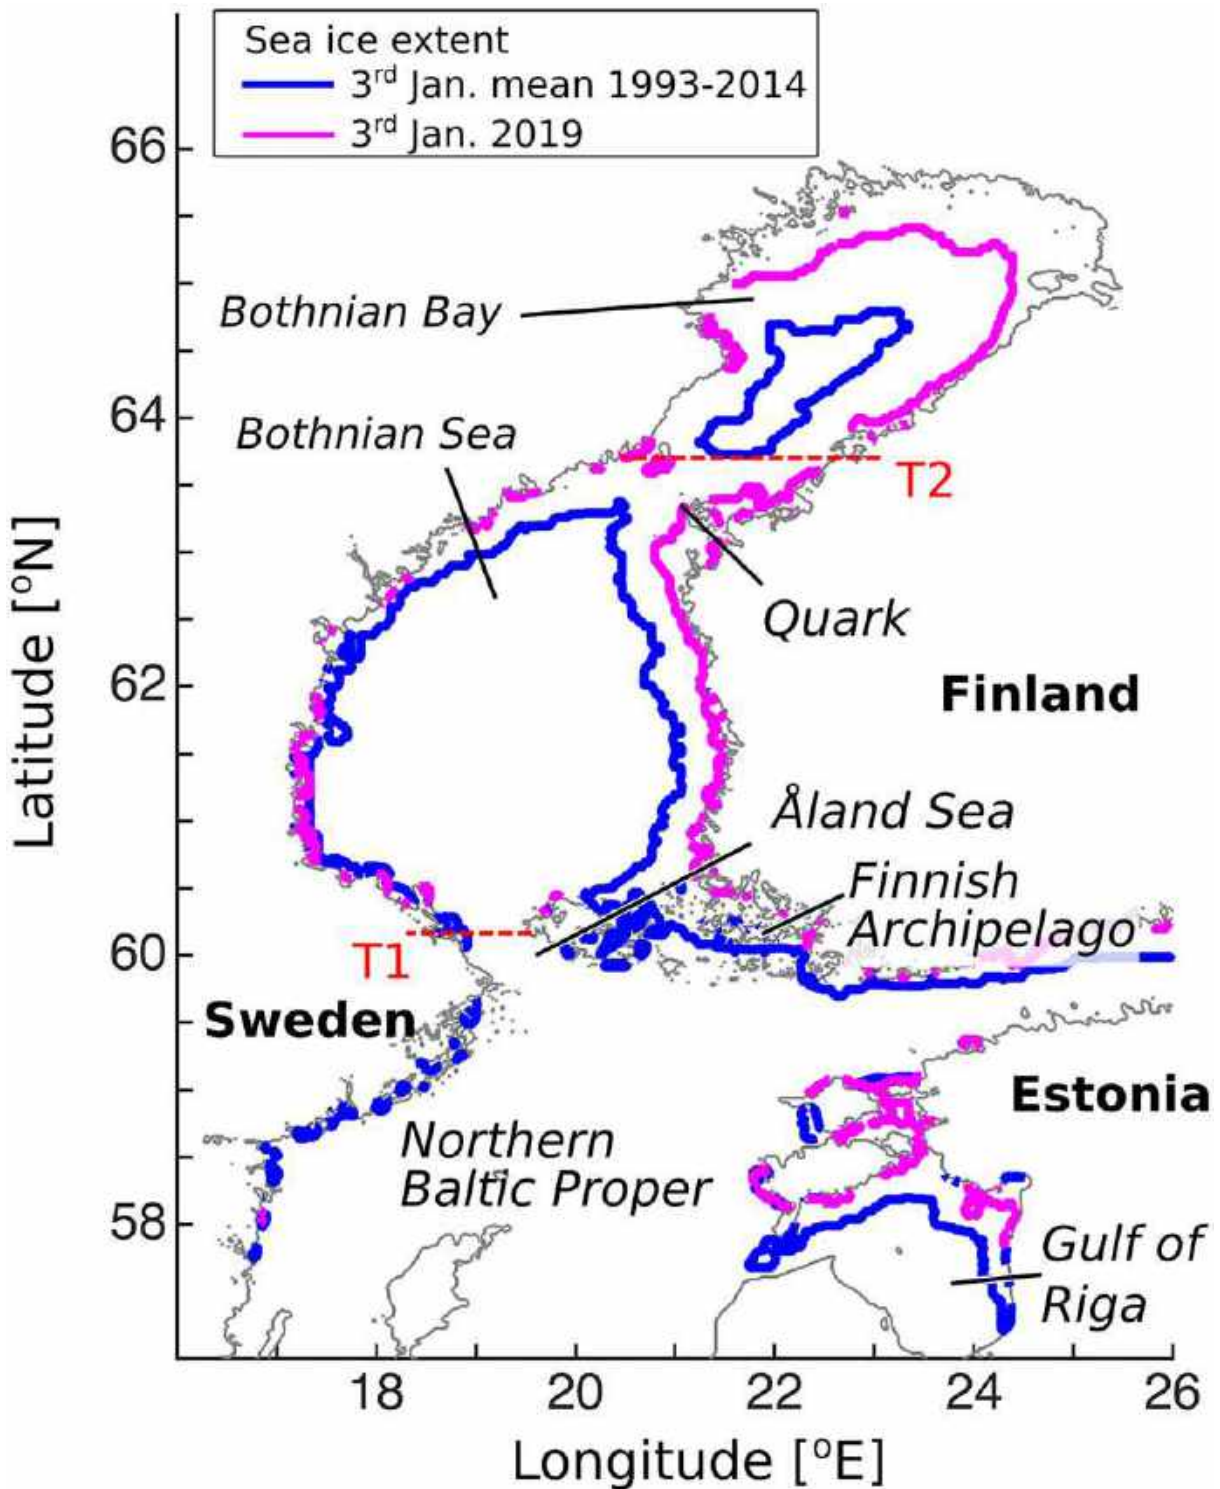 Sea ice extent
3rd Jan. mean 1993-2014
3rd Jan. 2019
66
64
62
60
58
Latitude [°N]
Bothnian Bay
Bothnian Sea
T2
Quark
Finland
Åland Sea
Finnish
Archipelago
T1
Sweden
Estonia
Northern
Baltic Proper
Gulf of
Riga
18
20
22
24
26
Longitude [°E]